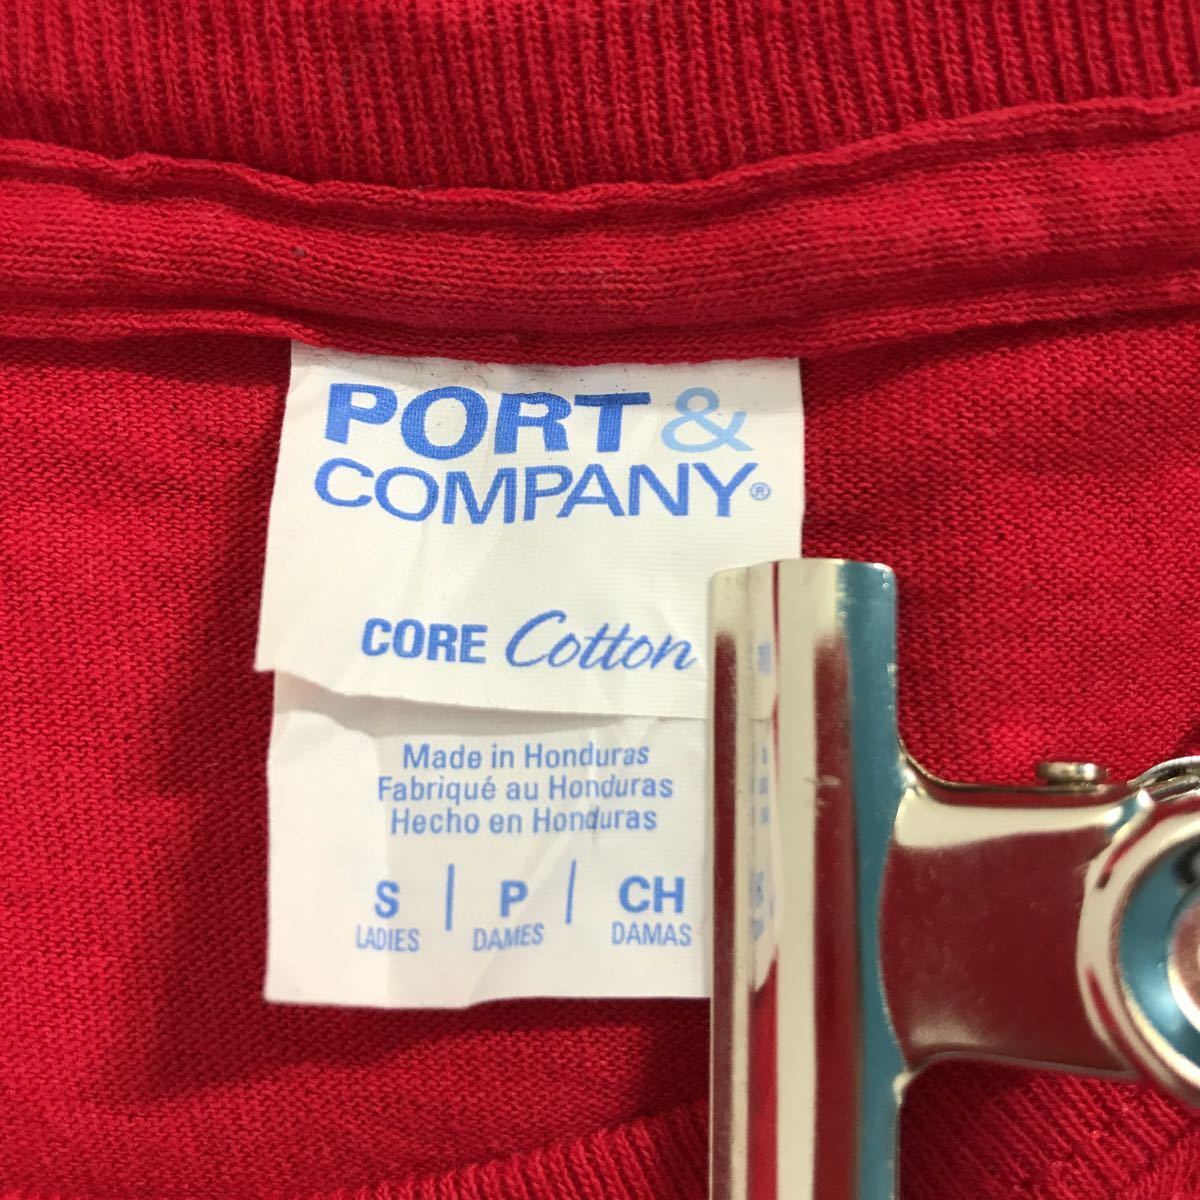 PORT &
COMPANY®
CORE Cotton
Made in Honduras
Fabriqué au Honduras
Hecho en Honduras
S | P | CH
LADIES DAMES DAMAS